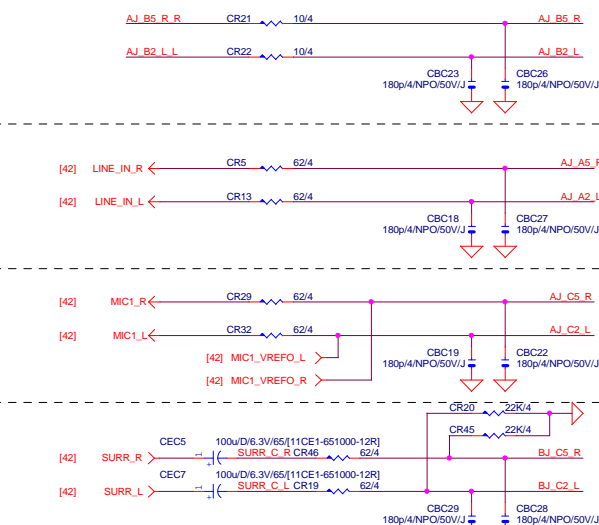 AJ_B5_R_R CR21 10/4 AJ_B5_R
AJ_B2_L_L CR22 10/4 AJ_B2_L
CBC23 CBC26
180p/4/NPO/50V/J 180p/4/NPO/50V/J
[42] LINE_IN_R CR5 62/4 AJ_A5_R
[42] LINE_IN_L CR13 62/4 AJ_A2_L
CBC18 CBC27
180p/4/NPO/50V/J 180p/4/NPO/50V/J
[42] MIC1_R CR29 62/4 AJ_C5_R
[42] MIC1_L CR32 62/4 AJ_C2_L
[42] MIC1_VREFO_L CBC19 CBC22
180p/4/NPO/50V/J 180p/4/NPO/50V/J
[42] MIC1_VREFO_R
CR20 22K/4
CR45 22K/4
CEC5 100u/D/6.3V/65/[11CE1-651000-12R]
[42] SURR_R 1 + SURR_C_R CR46 62/4 BJ_C5_R
CEC7 100u/D/6.3V/65/[11CE1-651000-12R]
[42] SURR_L 1 + SURR_C_L CR19 62/4 BJ_C2_L
CBC29 CBC28
180p/4/NPO/50V/J 180p/4/NPO/50V/J